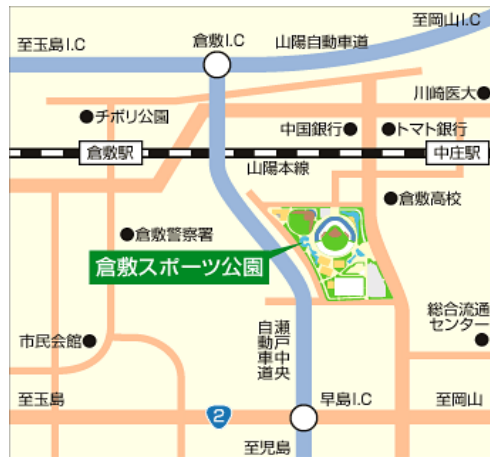 至岡山I.C
至玉島I.C
倉敷I.C
山陽自動車道
川崎医大
チボリ公園
中国銀行
トマト銀行
倉敷駅
中庄駅
山陽本線
倉敷高校
倉敷警察署
倉敷スポーツ公園
総合流通
センター
市民会館
瀬戸中央
自動車道
至玉島
2
早島I.C
至岡山
至児島